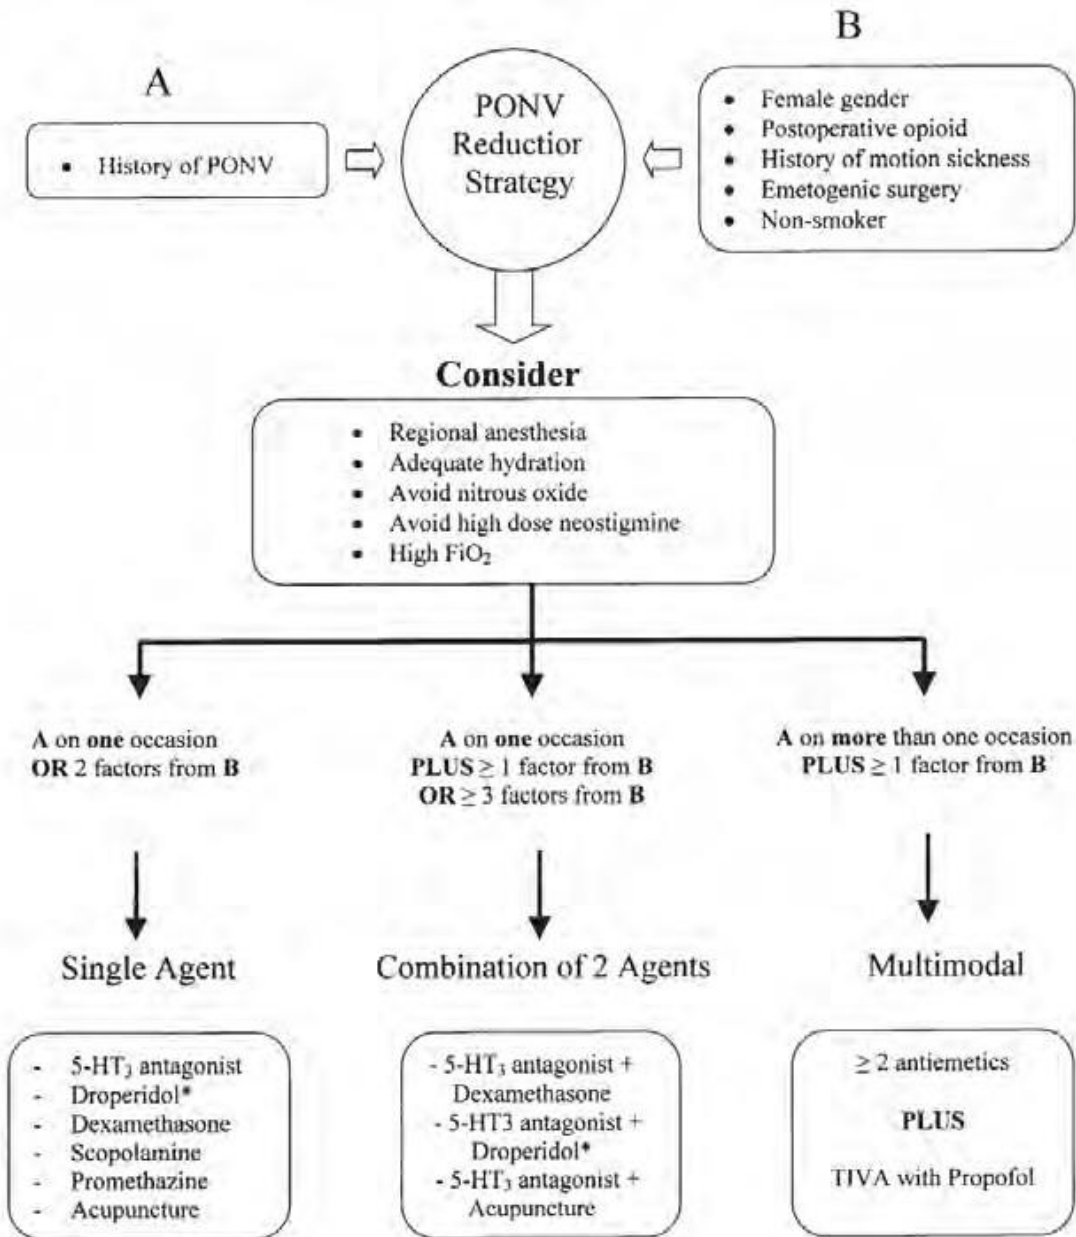 A
• History of PONV
PONV
Reductior
Strategy
B
• Female gender
• Postoperative opioid
• History of motion sickness
• Emetogenic surgery
• Non-smoker
Consider
• Regional anesthesia
• Adequate hydration
• Avoid nitrous oxide
• Avoid high dose neostigmine
• High FiO₂
A on one occasion
OR 2 factors from B
A on one occasion
PLUS ≥ 1 factor from B
OR ≥ 3 factors from B
A on more than one occasion
PLUS ≥ 1 factor from B
Single Agent
- 5-HT₃ antagonist
- Droperidol*
- Dexamethasone
- Scopolamine
- Promethazine
- Acupuncture
Combination of 2 Agents
- 5-HT₃ antagonist +
Dexamethasone
- 5-HT3 antagonist +
Droperidol*
- 5-HT₃ antagonist +
Acupuncture
Multimodal
≥ 2 antiemetics
PLUS
TIVA with Propofol